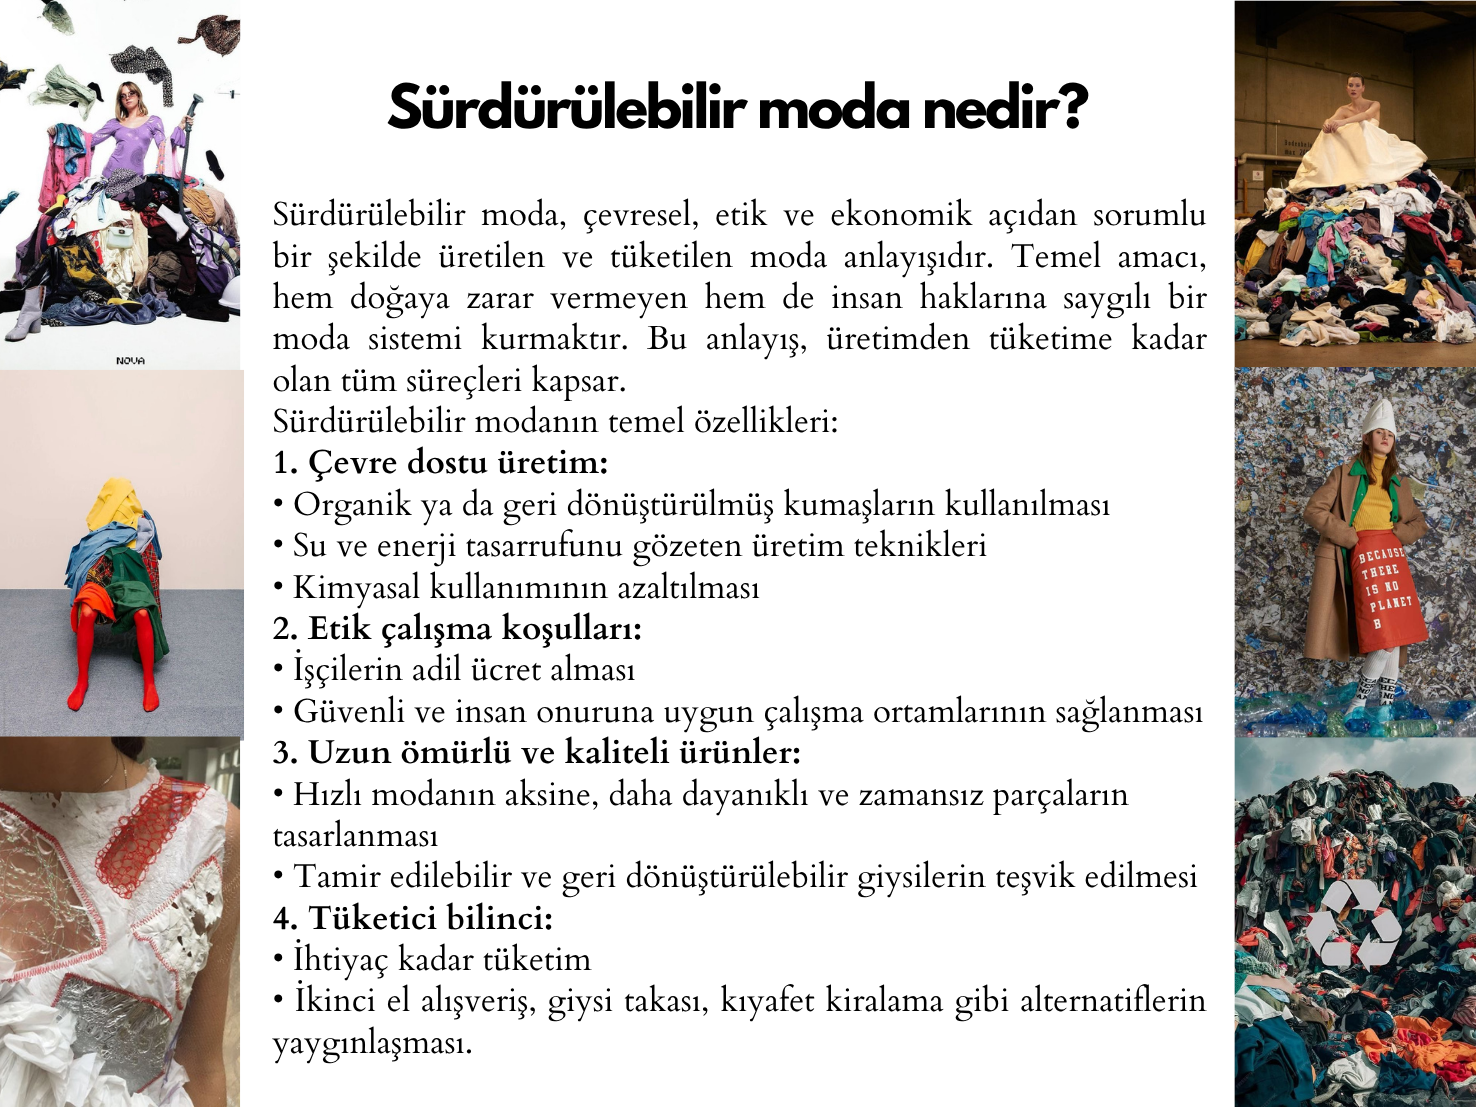 Sürdürülebilir moda nedir?
Sürdürülebilir moda, çevresel, etik ve ekonomik açıdan sorumlu
bir şekilde üretilen ve tüketilen moda anlayışıdır. Temel amacı,
hem doğaya zarar vermeyen hem de insan haklarına saygılı bir
moda sistemi kurmaktır. Bu anlayış, üretimden tüketime kadar
olan tüm süreçleri kapsar.
Sürdürülebilir modanın temel özellikleri:
1. Çevre dostu üretim:
• Organik ya da geri dönüştürülmüş kumaşların kullanılması
• Su ve enerji tasarrufunu gözeten üretim teknikleri
• Kimyasal kullanımının azaltılması
2. Etik çalışma koşulları:
• İşçilerin adil ücret alması
• Güvenli ve insan onuruna uygun çalışma ortamlarının sağlanması
3. Uzun ömürlü ve kaliteli ürünler:
• Hızlı modanın aksine, daha dayanıklı ve zamansız parçaların
tasarlanması
• Tamir edilebilir ve geri dönüştürülebilir giysilerin teşvik edilmesi
4. Tüketici bilinci:
• İhtiyaç kadar tüketim
• İkinci el alışveriş, giysi takası, kıyafet kiralama gibi alternatiflerin
yaygınlaşması.
NOVA
BECAUSE
THERE
IS NO
PLANET
B